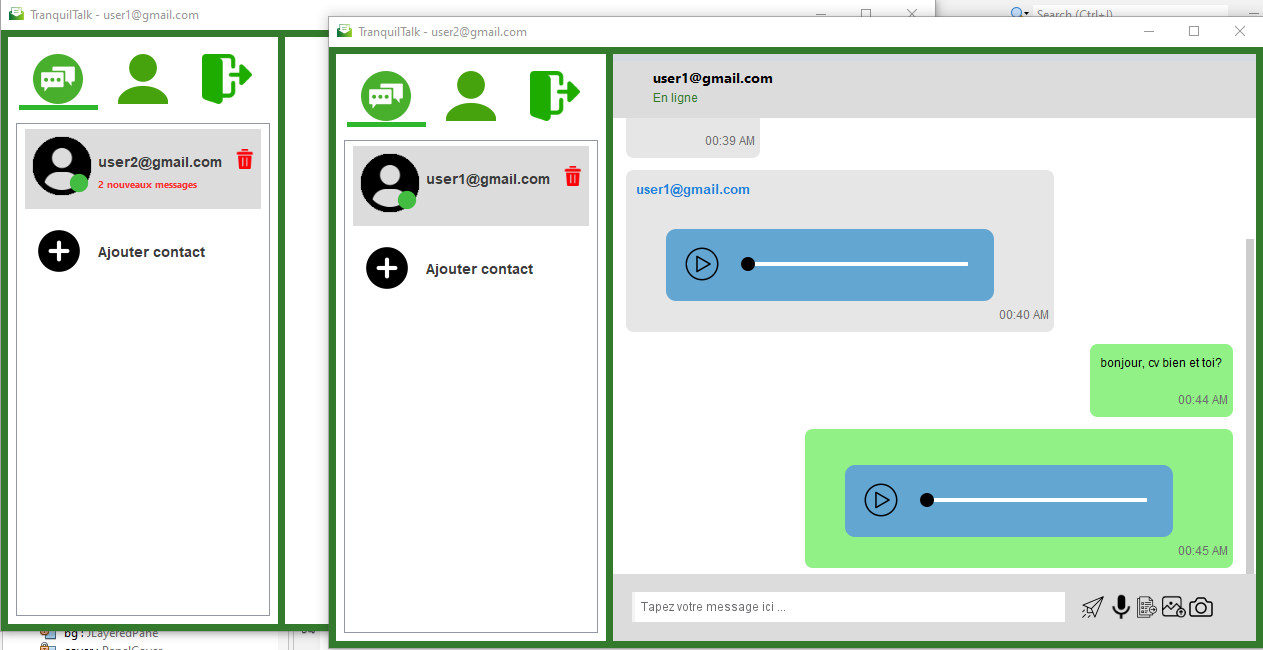 TranquilTalk - user1@gmail.com
Search (Ctrl+I)
TranquilTalk - user2@gmail.com
user2@gmail.com
2 nouveaux messages
Ajouter contact
user1@gmail.com
Ajouter contact
user1@gmail.com
En ligne
00:39 AM
user1@gmail.com
00:40 AM
bonjour, cv bien et toi?
00:44 AM
00:45 AM
Tapez votre message ici ...
bg : JLayeredPane
cover : PanelCover